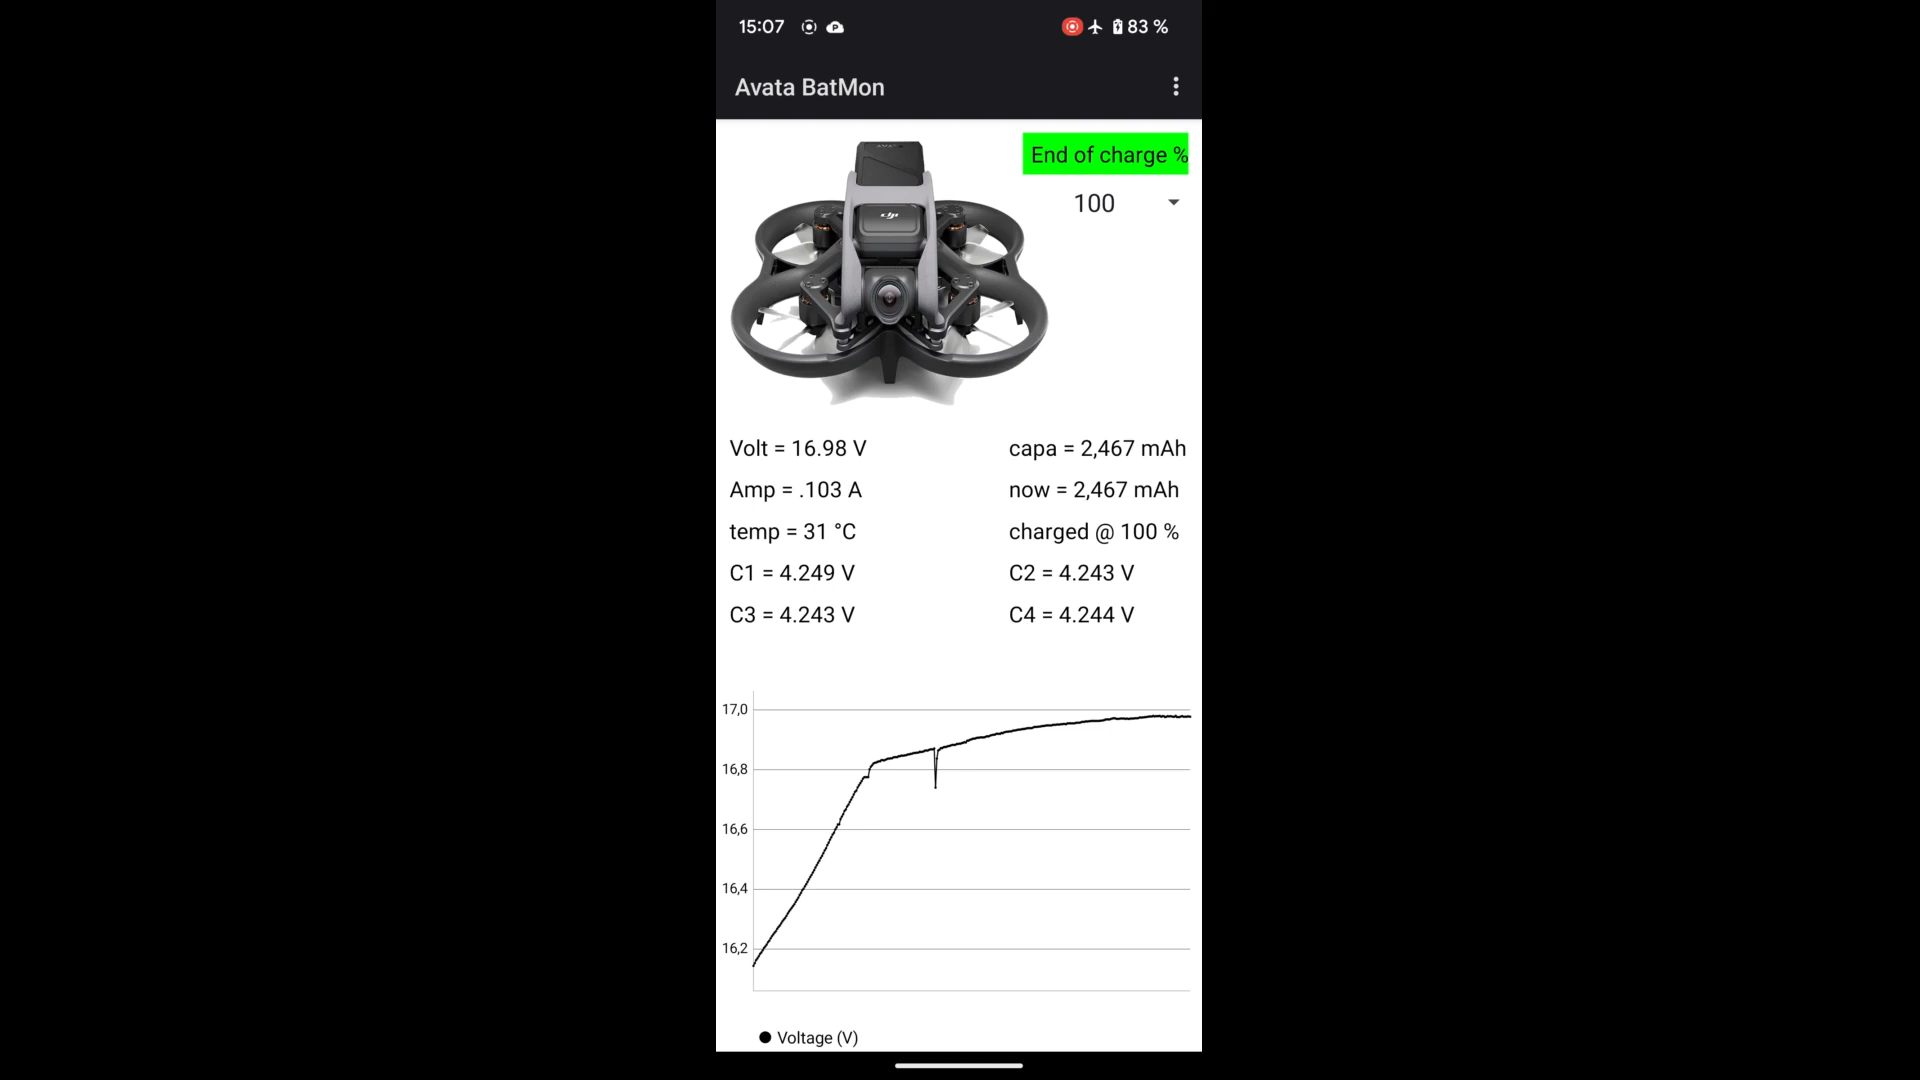 15:07
83 %
Avata BatMon
End of charge %
100
dji
Volt = 16.98 V
capa = 2,467 mAh
Amp = .103 A
now = 2,467 mAh
temp = 31 °C
charged @ 100 %
C1 = 4.249 V
C2 = 4.243 V
C3 = 4.243 V
C4 = 4.244 V
17,0
16,8
16,6
16,4
16,2
Voltage (V)